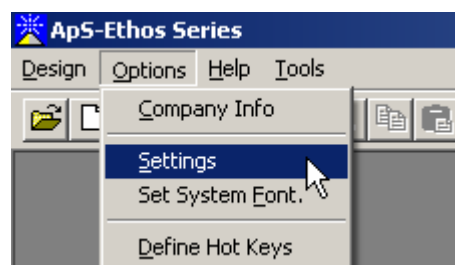 ApS-Ethos Series
Design Options Help Tools
Company Info
Settings
Set System Font.
Define Hot Keys